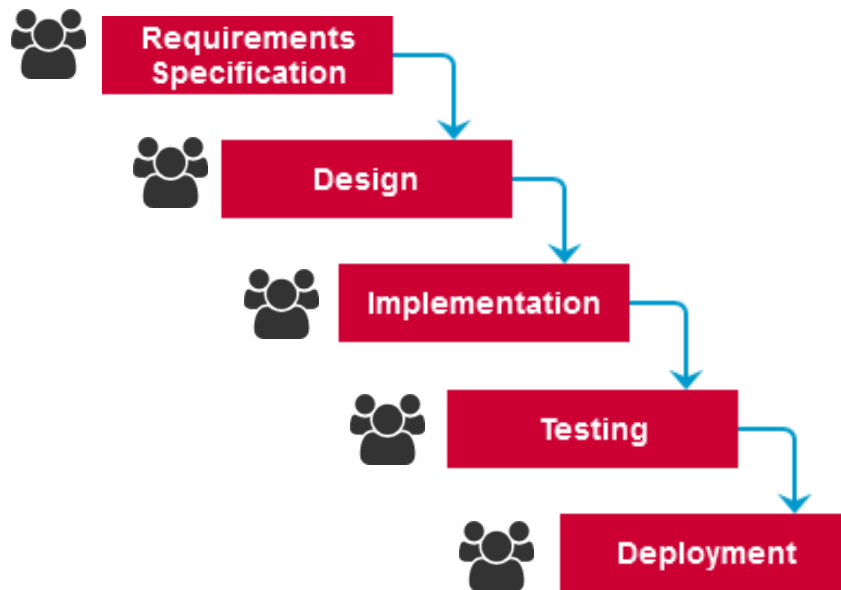 Requirements
Specification
Design
Implementation
Testing
Deployment